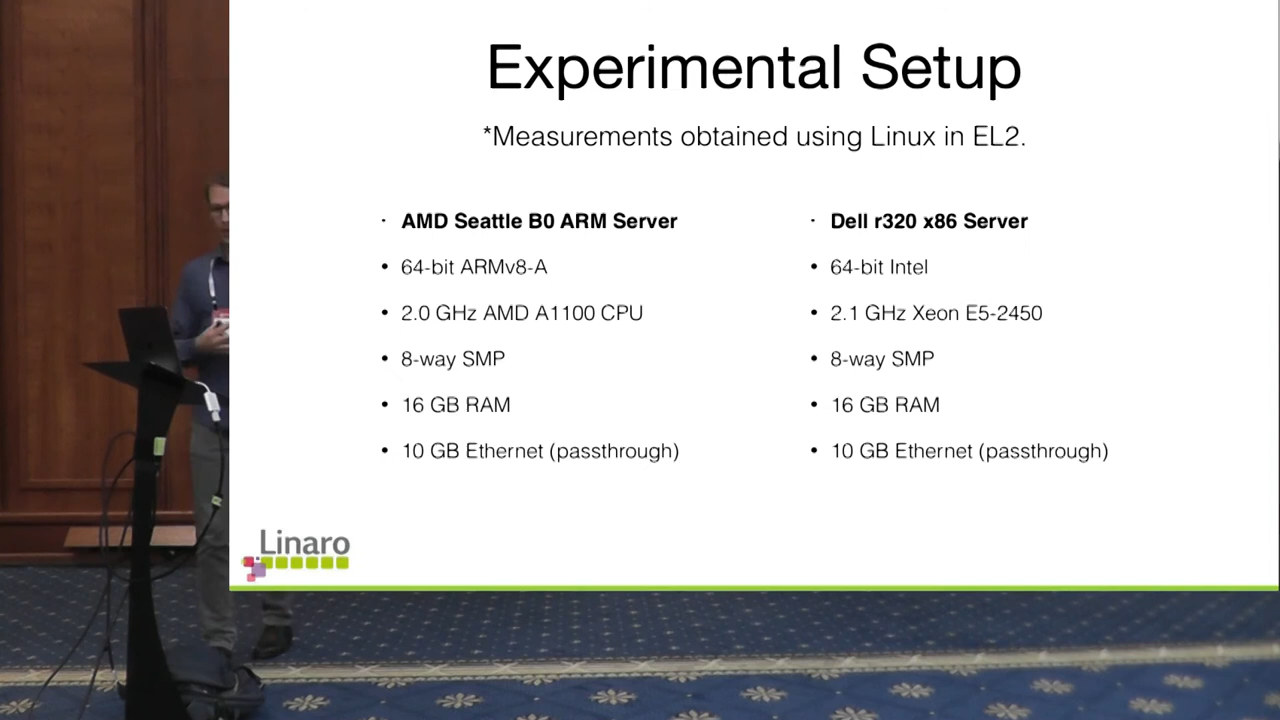 Experimental Setup
*Measurements obtained using Linux in EL2.
· AMD Seattle B0 ARM Server
• 64-bit ARMv8-A
• 2.0 GHz AMD A1100 CPU
• 8-way SMP
• 16 GB RAM
• 10 GB Ethernet (passthrough)
· Dell r320 x86 Server
• 64-bit Intel
• 2.1 GHz Xeon E5-2450
• 8-way SMP
• 16 GB RAM
• 10 GB Ethernet (passthrough)
Linaro